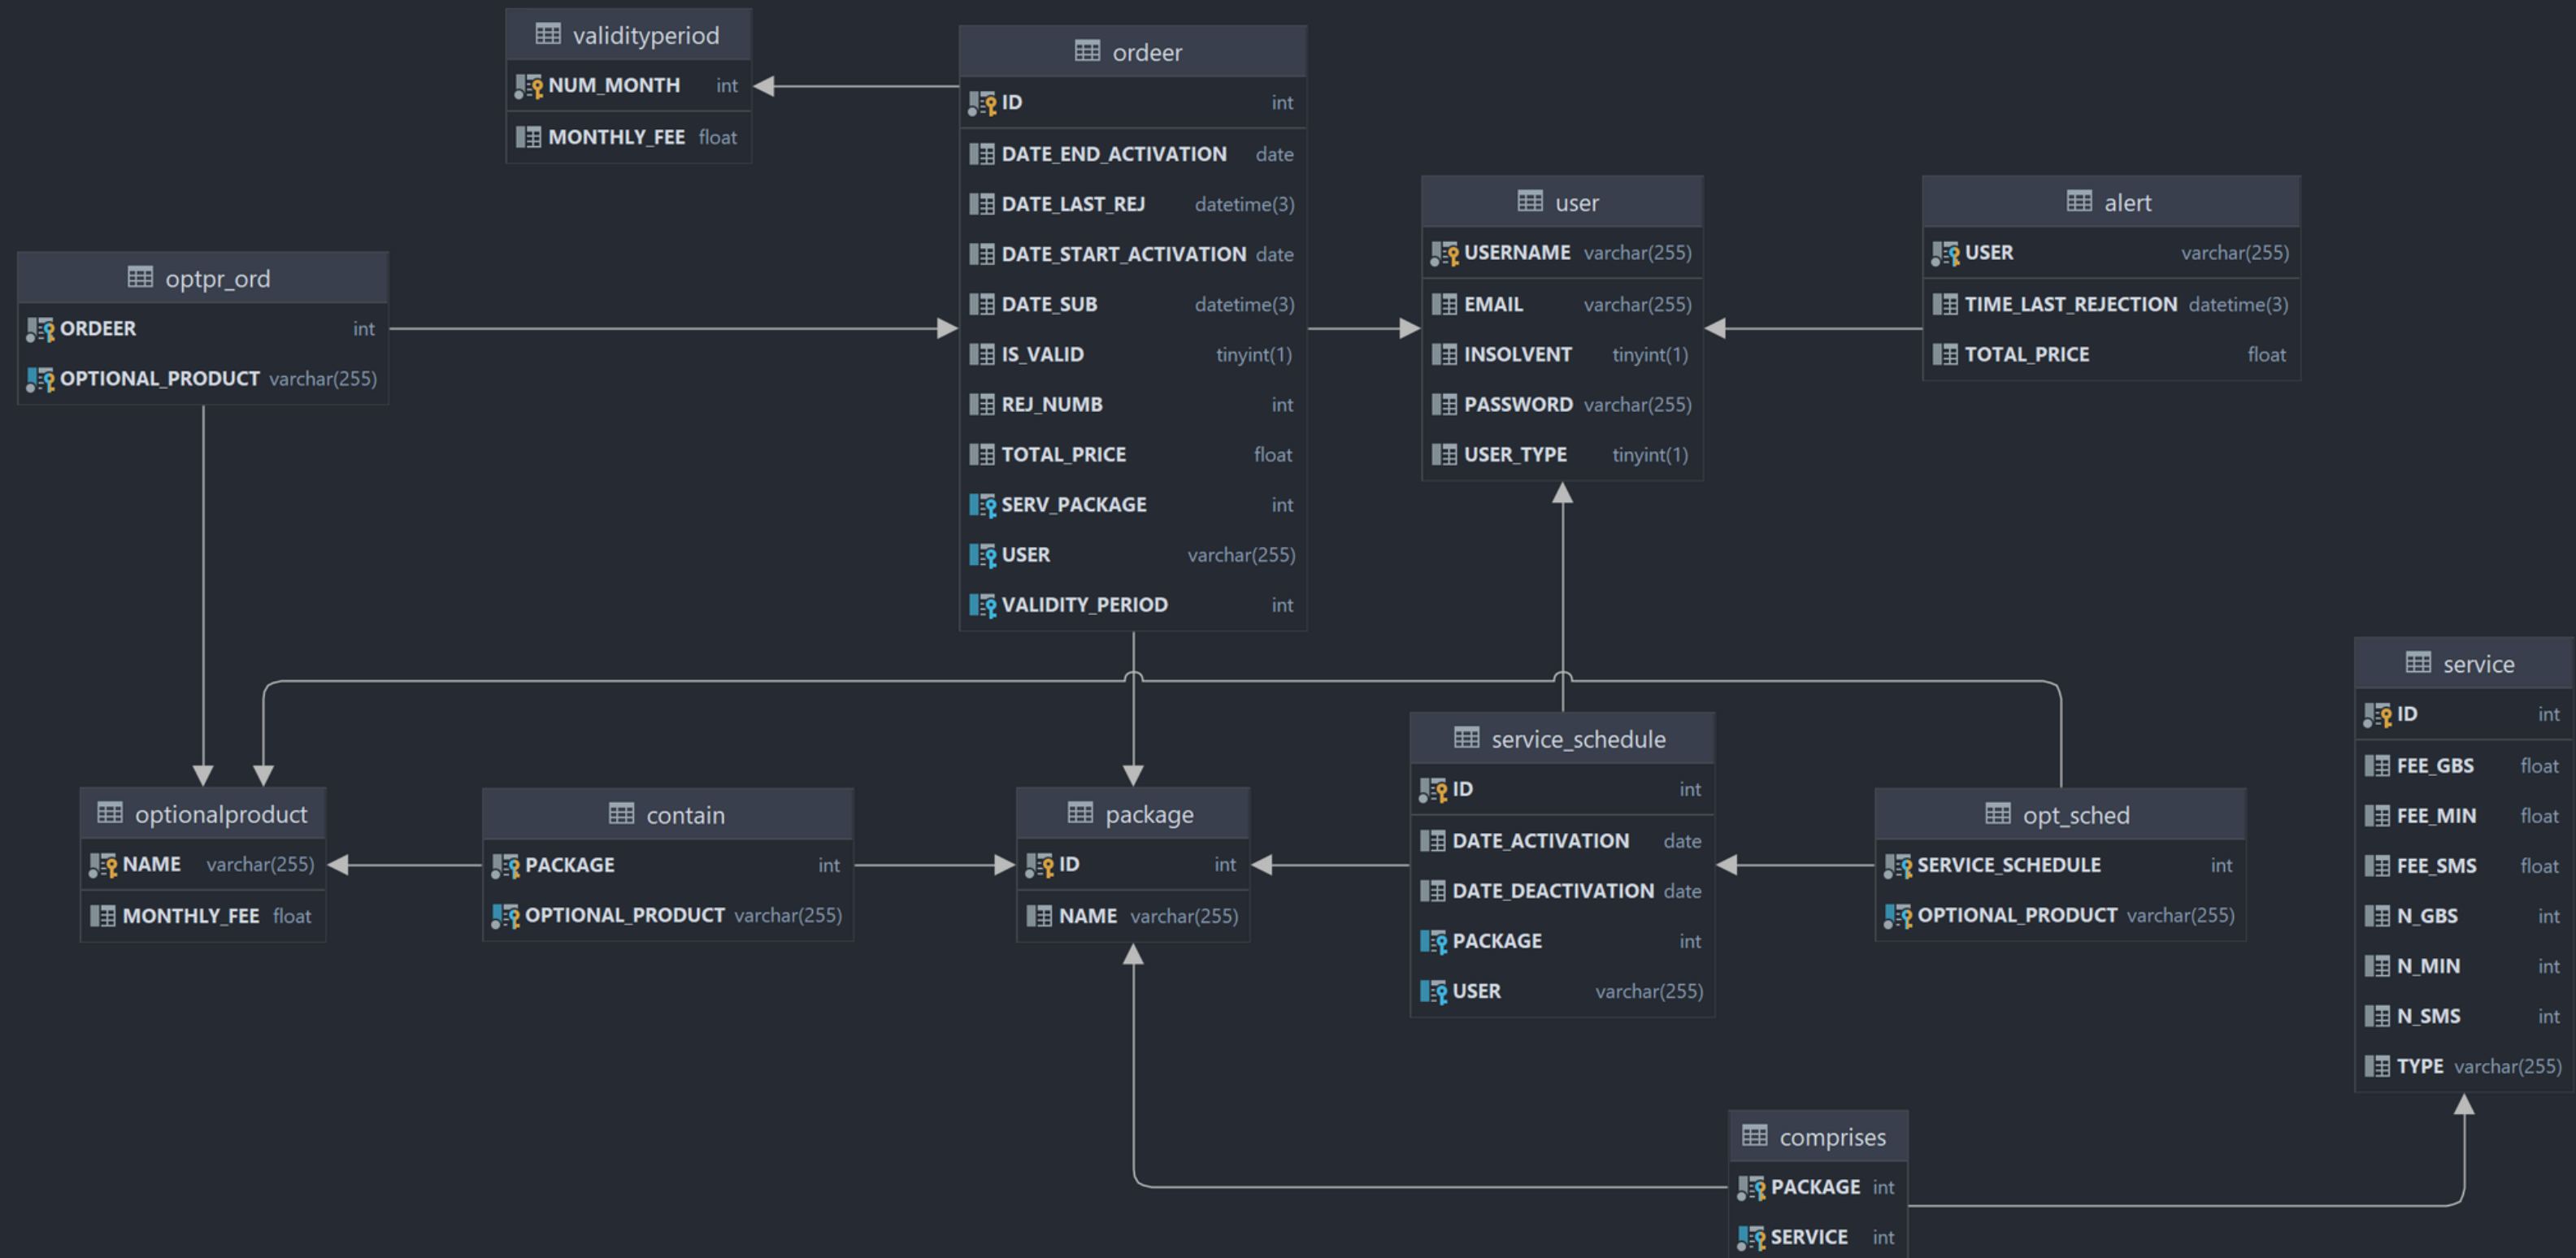 validityperiod
NUM_MONTH int
MONTHLY_FEE float
ordeer
ID int
DATE_END_ACTIVATION date
DATE_LAST_REJ datetime(3)
DATE_START_ACTIVATION date
DATE_SUB datetime(3)
IS_VALID tinyint(1)
REJ_NUMB int
TOTAL_PRICE float
SERV_PACKAGE int
USER varchar(255)
VALIDITY_PERIOD int
user
USERNAME varchar(255)
EMAIL varchar(255)
INSOLVENT tinyint(1)
PASSWORD varchar(255)
USER_TYPE tinyint(1)
alert
USER varchar(255)
TIME_LAST_REJECTION datetime(3)
TOTAL_PRICE float
optpr_ord
ORDEER int
OPTIONAL_PRODUCT varchar(255)
optionalproduct
NAME varchar(255)
MONTHLY_FEE float
contain
PACKAGE int
OPTIONAL_PRODUCT varchar(255)
package
ID int
NAME varchar(255)
service_schedule
ID int
DATE_ACTIVATION date
DATE_DEACTIVATION date
PACKAGE int
USER varchar(255)
opt_sched
SERVICE_SCHEDULE int
OPTIONAL_PRODUCT varchar(255)
service
ID int
FEE_GBS float
FEE_MIN float
FEE_SMS float
N_GBS int
N_MIN int
N_SMS int
TYPE varchar(255)
comprises
PACKAGE int
SERVICE int